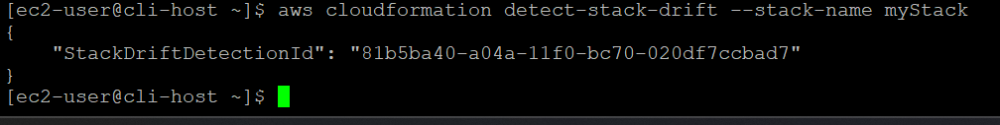 [ec2-user@cli-host ~]$ aws cloudformation detect-stack-drift --stack-name myStack
{
    "StackDriftDetectionId": "81b5ba40-a04a-11f0-bc70-020df7ccbad7"
}
[ec2-user@cli-host ~]$